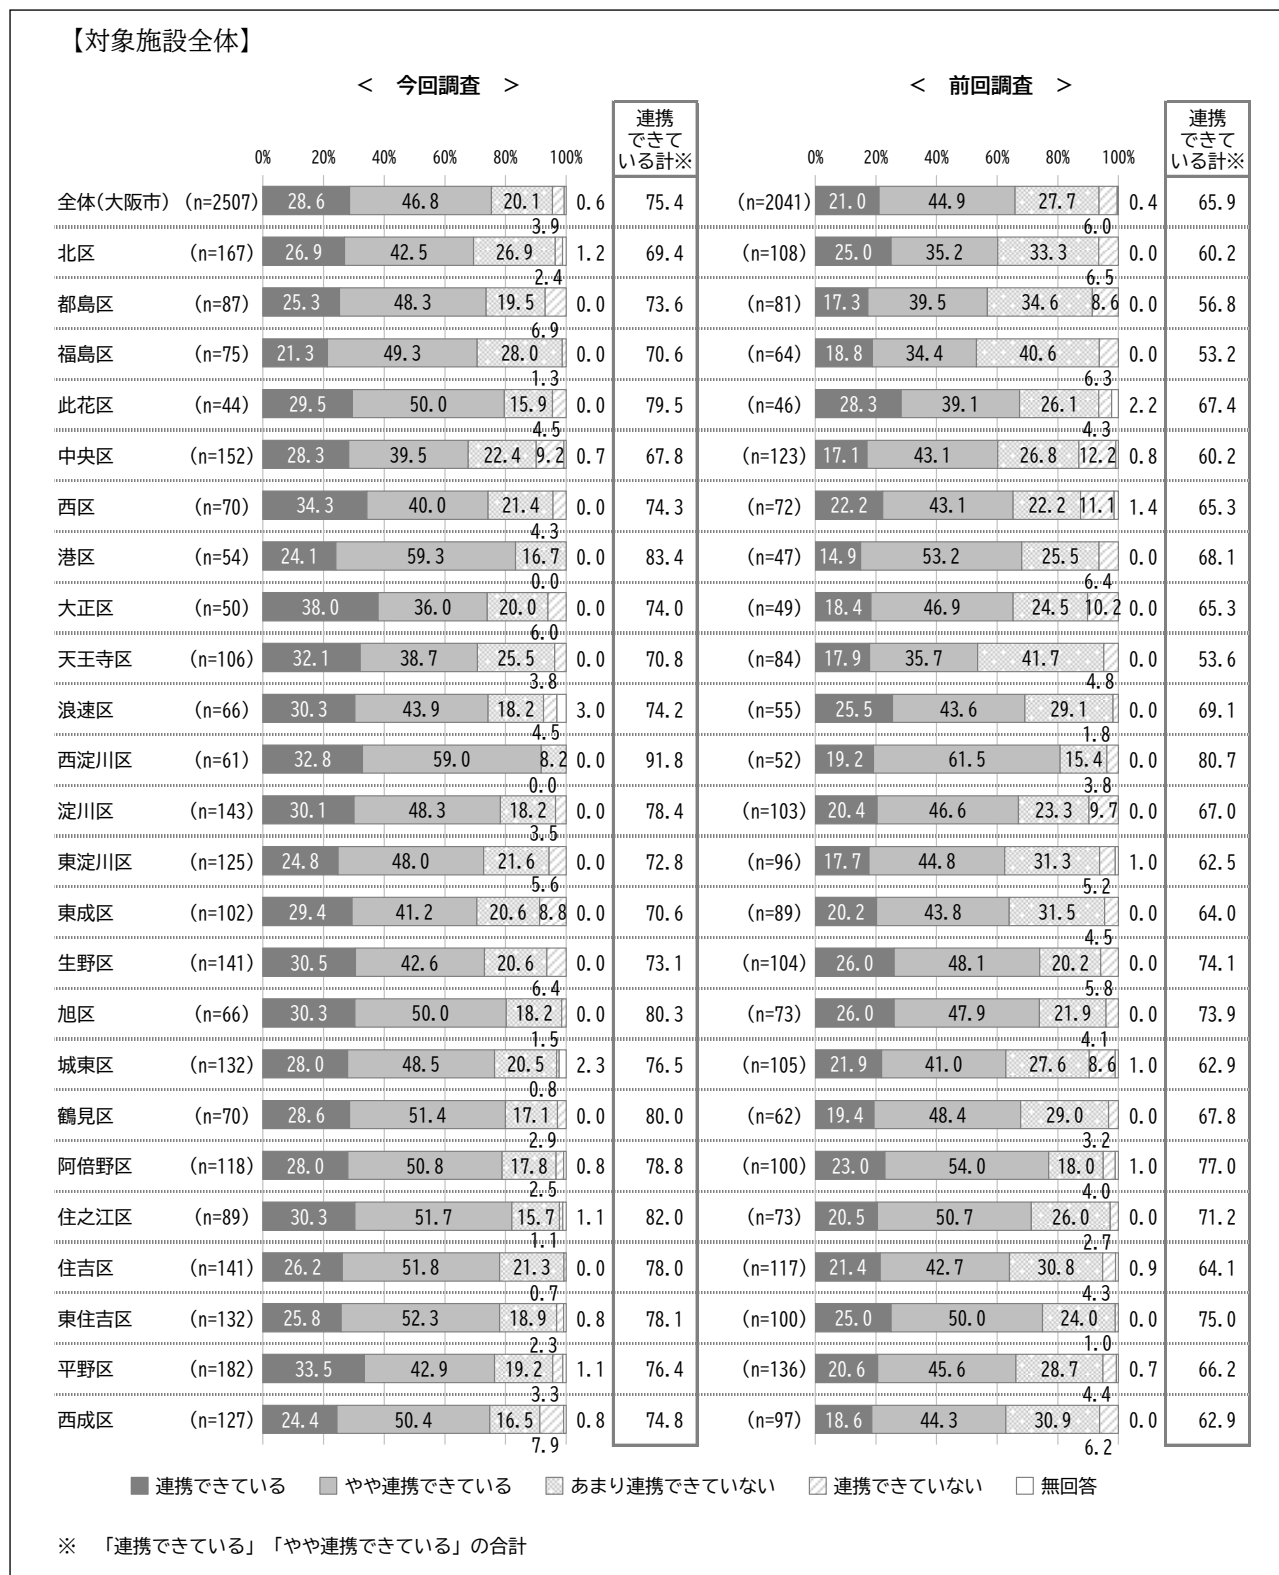 【対象施設全体】
＜　今回調査　＞
＜　前回調査　＞
連携
できて
いる計※
連携
できて
いる計※
0% 20% 40% 60% 80% 100%
0% 20% 40% 60% 80% 100%
全体(大阪市) (n=2507) 28.6 46.8 20.1 3.9 0.6 75.4 (n=2041) 21.0 44.9 27.7 6.0 0.4 65.9
北区 (n=167) 26.9 42.5 26.9 2.4 1.2 69.4 (n=108) 25.0 35.2 33.3 6.5 0.0 60.2
都島区 (n=87) 25.3 48.3 19.5 6.9 0.0 73.6 (n=81) 17.3 39.5 34.6 8.6 0.0 56.8
福島区 (n=75) 21.3 49.3 28.0 1.3 0.0 70.6 (n=64) 18.8 34.4 40.6 6.3 0.0 53.2
此花区 (n=44) 29.5 50.0 15.9 4.5 0.0 79.5 (n=46) 28.3 39.1 26.1 4.3 2.2 67.4
中央区 (n=152) 28.3 39.5 22.4 9.2 0.7 67.8 (n=123) 17.1 43.1 26.8 12.2 0.8 60.2
西区 (n=70) 34.3 40.0 21.4 4.3 0.0 74.3 (n=72) 22.2 43.1 22.2 11.1 1.4 65.3
港区 (n=54) 24.1 59.3 16.7 0.0 0.0 83.4 (n=47) 14.9 53.2 25.5 6.4 0.0 68.1
大正区 (n=50) 38.0 36.0 20.0 6.0 0.0 74.0 (n=49) 18.4 46.9 24.5 10.2 0.0 65.3
天王寺区 (n=106) 32.1 38.7 25.5 3.8 0.0 70.8 (n=84) 17.9 35.7 41.7 4.8 0.0 53.6
浪速区 (n=66) 30.3 43.9 18.2 4.5 3.0 74.2 (n=55) 25.5 43.6 29.1 1.8 0.0 69.1
西淀川区 (n=61) 32.8 59.0 8.2 0.0 0.0 91.8 (n=52) 19.2 61.5 15.4 3.8 0.0 80.7
淀川区 (n=143) 30.1 48.3 18.2 3.5 0.0 78.4 (n=103) 20.4 46.6 23.3 9.7 0.0 67.0
東淀川区 (n=125) 24.8 48.0 21.6 5.6 0.0 72.8 (n=96) 17.7 44.8 31.3 5.2 1.0 62.5
東成区 (n=102) 29.4 41.2 20.6 8.8 0.0 70.6 (n=89) 20.2 43.8 31.5 4.5 0.0 64.0
生野区 (n=141) 30.5 42.6 20.6 6.4 0.0 73.1 (n=104) 26.0 48.1 20.2 5.8 0.0 74.1
旭区 (n=66) 30.3 50.0 18.2 1.5 0.0 80.3 (n=73) 26.0 47.9 21.9 4.1 0.0 73.9
城東区 (n=132) 28.0 48.5 20.5 0.8 2.3 76.5 (n=105) 21.9 41.0 27.6 8.6 1.0 62.9
鶴見区 (n=70) 28.6 51.4 17.1 2.9 0.0 80.0 (n=62) 19.4 48.4 29.0 3.2 0.0 67.8
阿倍野区 (n=118) 28.0 50.8 17.8 2.5 0.8 78.8 (n=100) 23.0 54.0 18.0 4.0 1.0 77.0
住之江区 (n=89) 30.3 51.7 15.7 1.1 1.1 82.0 (n=73) 20.5 50.7 26.0 2.7 0.0 71.2
住吉区 (n=141) 26.2 51.8 21.3 0.7 0.0 78.0 (n=117) 21.4 42.7 30.8 4.3 0.9 64.1
東住吉区 (n=132) 25.8 52.3 18.9 2.3 0.8 78.1 (n=100) 25.0 50.0 24.0 1.0 0.0 75.0
平野区 (n=182) 33.5 42.9 19.2 3.3 1.1 76.4 (n=136) 20.6 45.6 28.7 4.4 0.7 66.2
西成区 (n=127) 24.4 50.4 16.5 7.9 0.8 74.8 (n=97) 18.6 44.3 30.9 6.2 0.0 62.9
連携できている やや連携できている あまり連携できていない 連携できていない 無回答
※　「連携できている」「やや連携できている」の合計